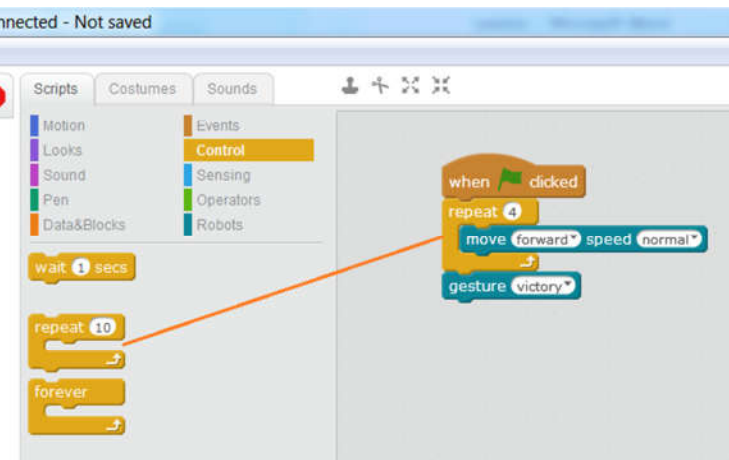 nnected - Not saved
Scripts Costumes Sounds
Motion Events
Looks Control
Sound Sensing
Pen Operators
Data&Blocks Robots
wait 1 secs
repeat 10
forever
when clicked
repeat 4
move forward speed normal
gesture victory